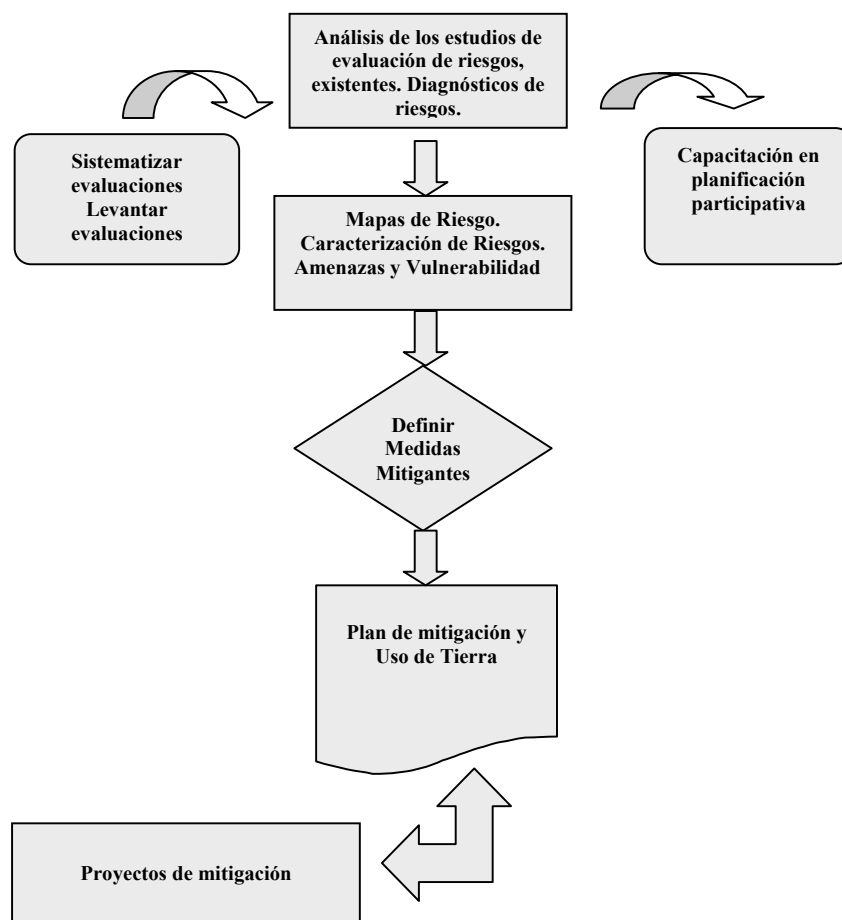 Análisis de los estudios de
evaluación de riesgos,
existentes. Diagnósticos de
riesgos.
Sistematizar
evaluaciones
Levantar
evaluaciones
Capacitación en
planificación
participativa
Mapas de Riesgo.
Caracterización de Riesgos.
Amenazas y Vulnerabilidad
Definir
Medidas
Mitigantes
Plan de mitigación y
Uso de Tierra
Proyectos de mitigación